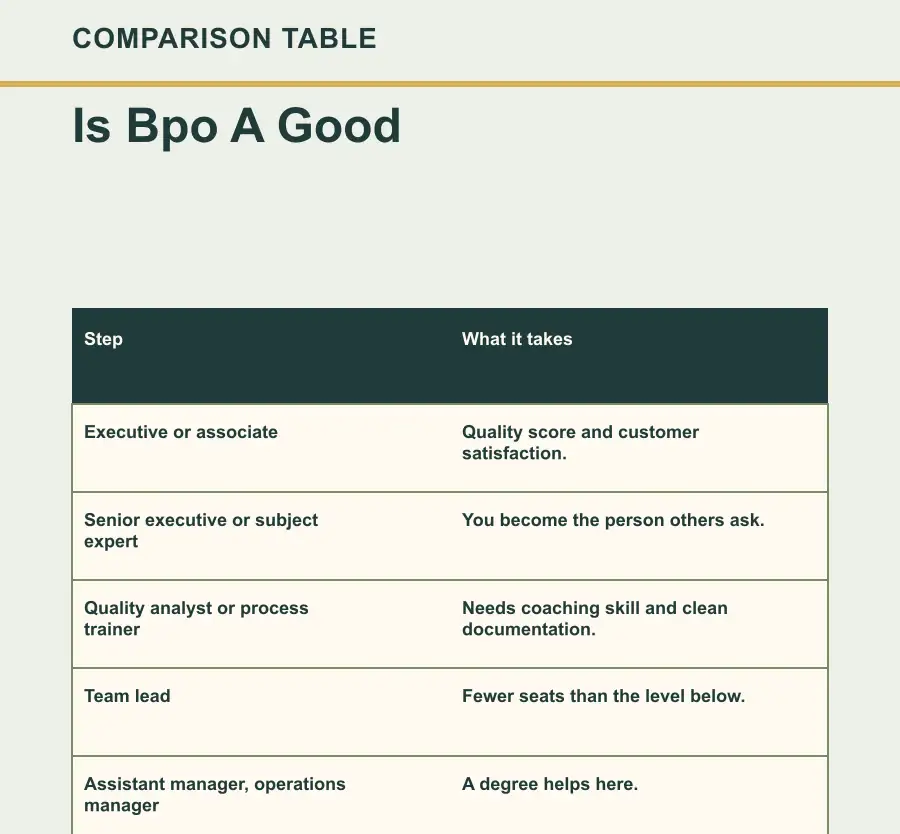 COMPARISON TABLE
Is Bpo A Good
Step
What it takes
Executive or associate
Quality score and customer
satisfaction.
Senior executive or subject
expert
You become the person others ask.
Quality analyst or process
trainer
Needs coaching skill and clean
documentation.
Team lead
Fewer seats than the level below.
Assistant manager, operations
manager
A degree helps here.